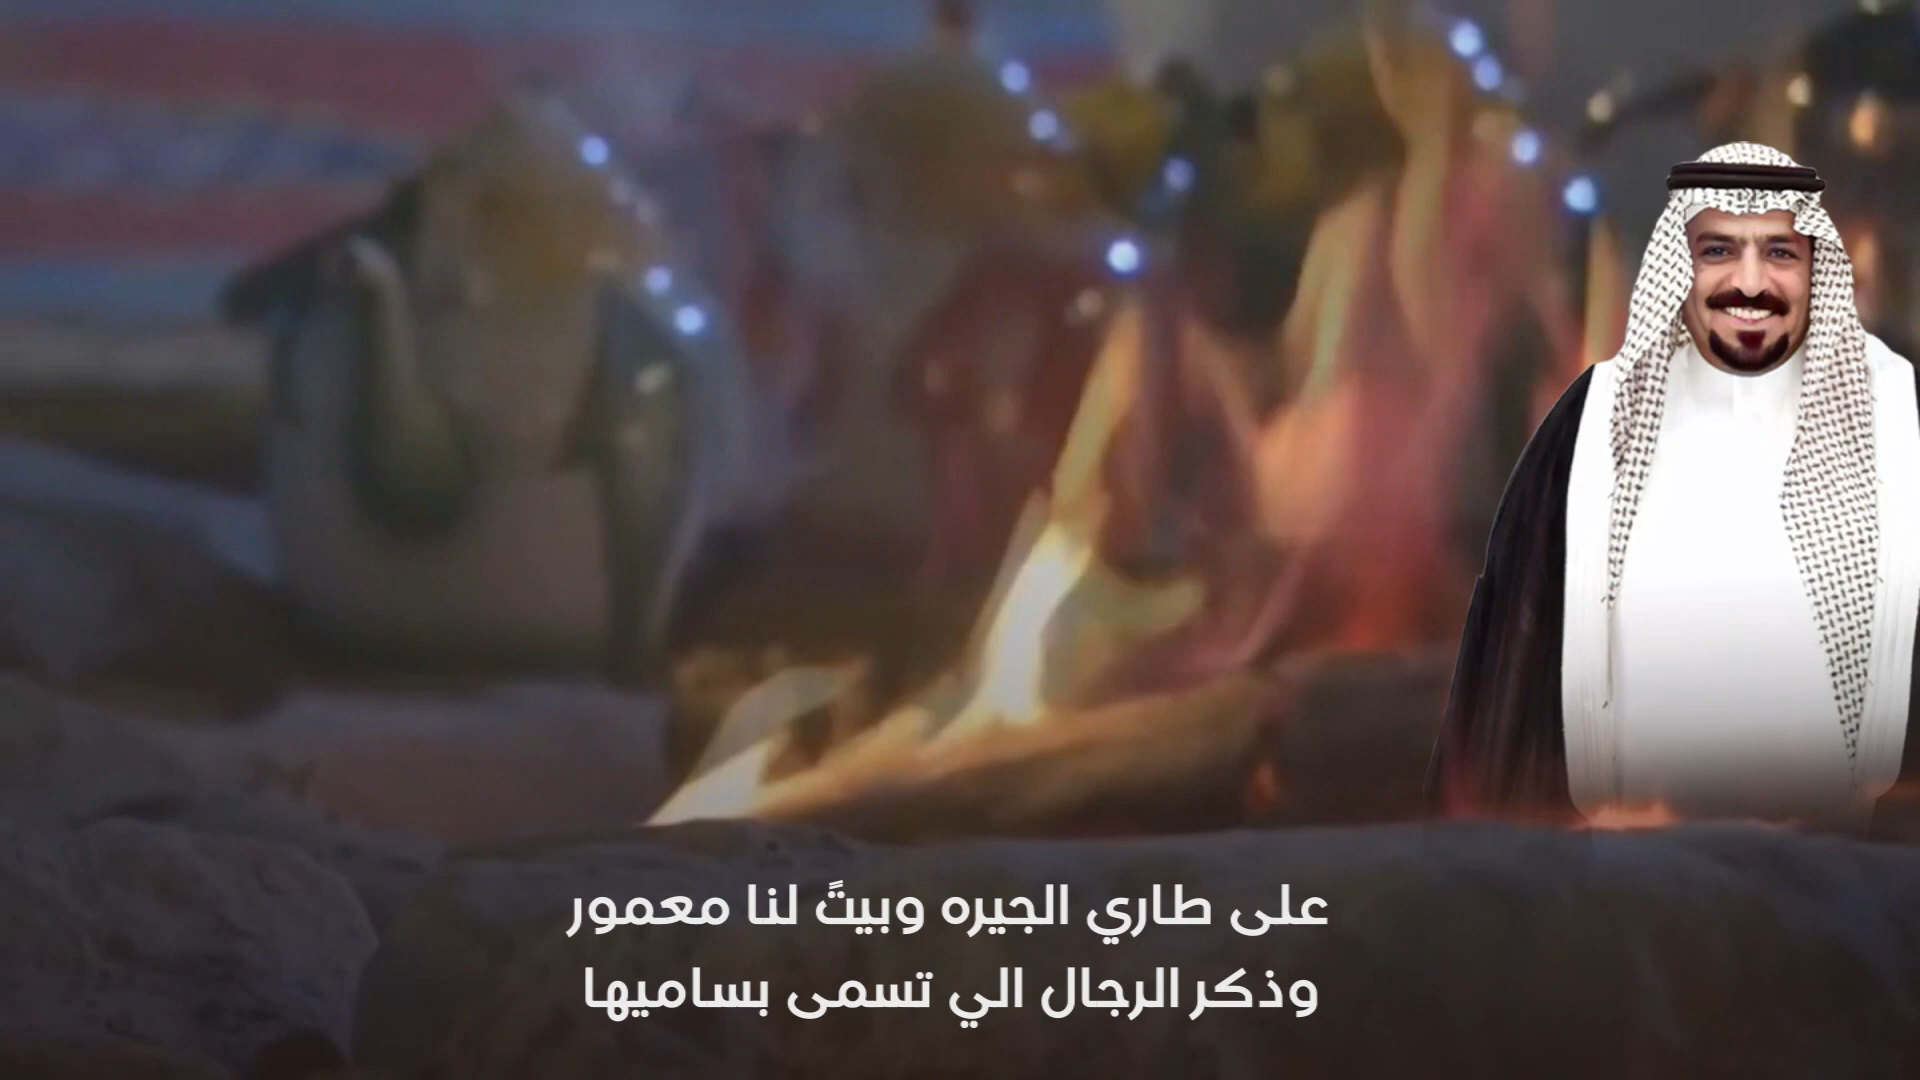 على طاري الجيره وبيتً لنا معمور
وذكر الرجال الي تسمى بساميها